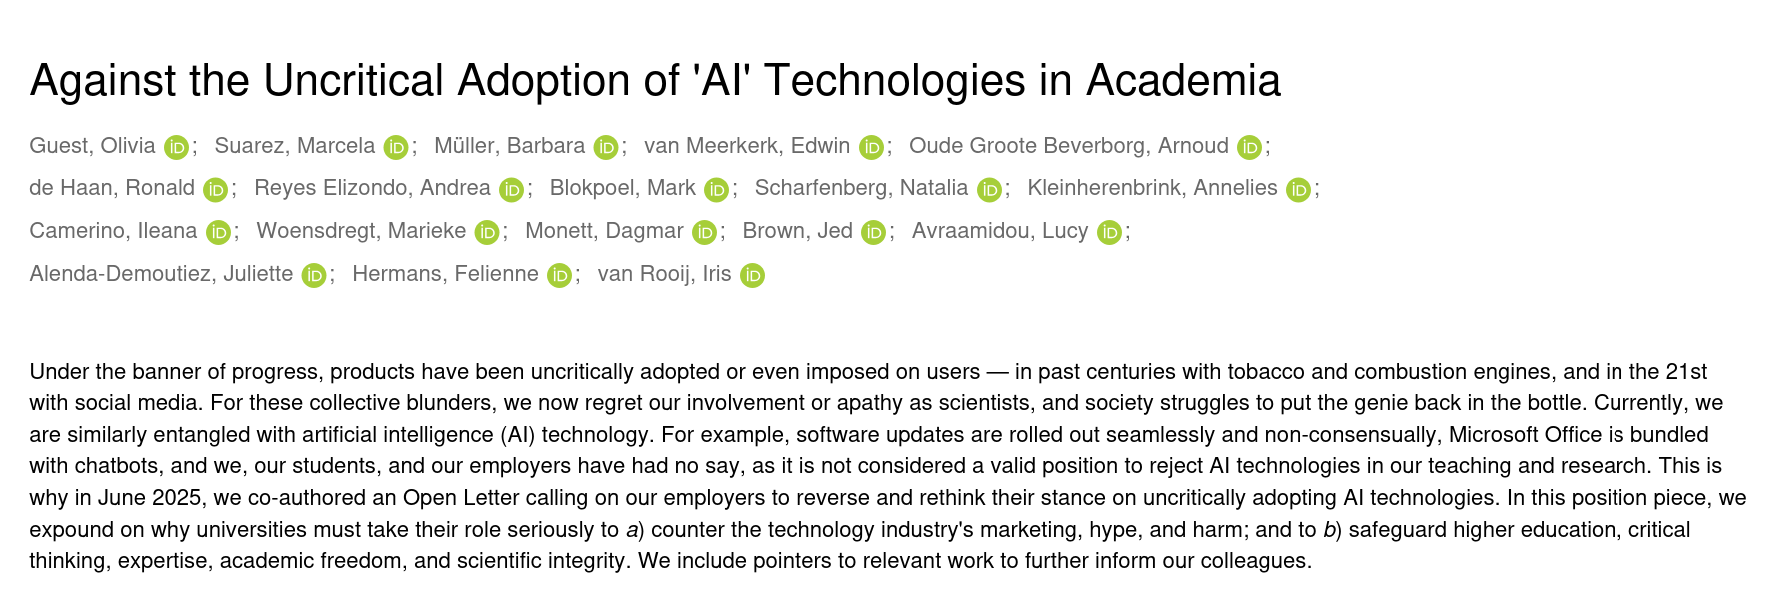 Against the Uncritical Adoption of 'AI' Technologies in Academia
Guest, Olivia iD; Suarez, Marcela iD; Müller, Barbara iD; van Meerkerk, Edwin iD; Oude Groote Beverborg, Arnoud iD;
de Haan, Ronald iD; Reyes Elizondo, Andrea iD; Blokpoel, Mark iD; Scharfenberg, Natalia iD; Kleinherenbrink, Annelies iD;
Camerino, Ileana iD; Woensdregt, Marieke iD; Monett, Dagmar iD; Brown, Jed iD; Avraamidou, Lucy iD;
Alenda-Demoutiez, Juliette iD; Hermans, Felienne iD; van Rooij, Iris iD
Under the banner of progress, products have been uncritically adopted or even imposed on users — in past centuries with tobacco and combustion engines, and in the 21st
with social media. For these collective blunders, we now regret our involvement or apathy as scientists, and society struggles to put the genie back in the bottle. Currently, we
are similarly entangled with artificial intelligence (AI) technology. For example, software updates are rolled out seamlessly and non-consensually, Microsoft Office is bundled
with chatbots, and we, our students, and our employers have had no say, as it is not considered a valid position to reject AI technologies in our teaching and research. This is
why in June 2025, we co-authored an Open Letter calling on our employers to reverse and rethink their stance on uncritically adopting AI technologies. In this position piece, we
expound on why universities must take their role seriously to a) counter the technology industry's marketing, hype, and harm; and to b) safeguard higher education, critical
thinking, expertise, academic freedom, and scientific integrity. We include pointers to relevant work to further inform our colleagues.